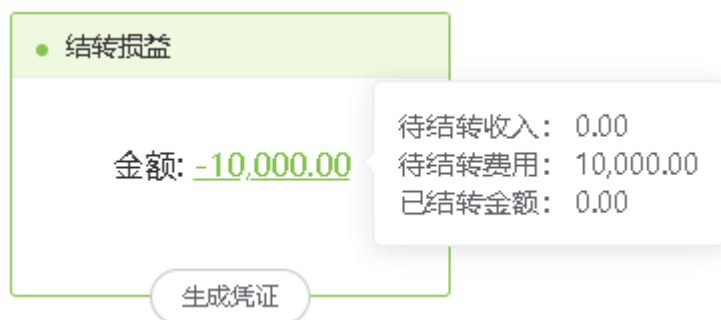 结转损益
金额: -10,000.00
待结转收入: 0.00
待结转费用: 10,000.00
已结转金额: 0.00
生成凭证